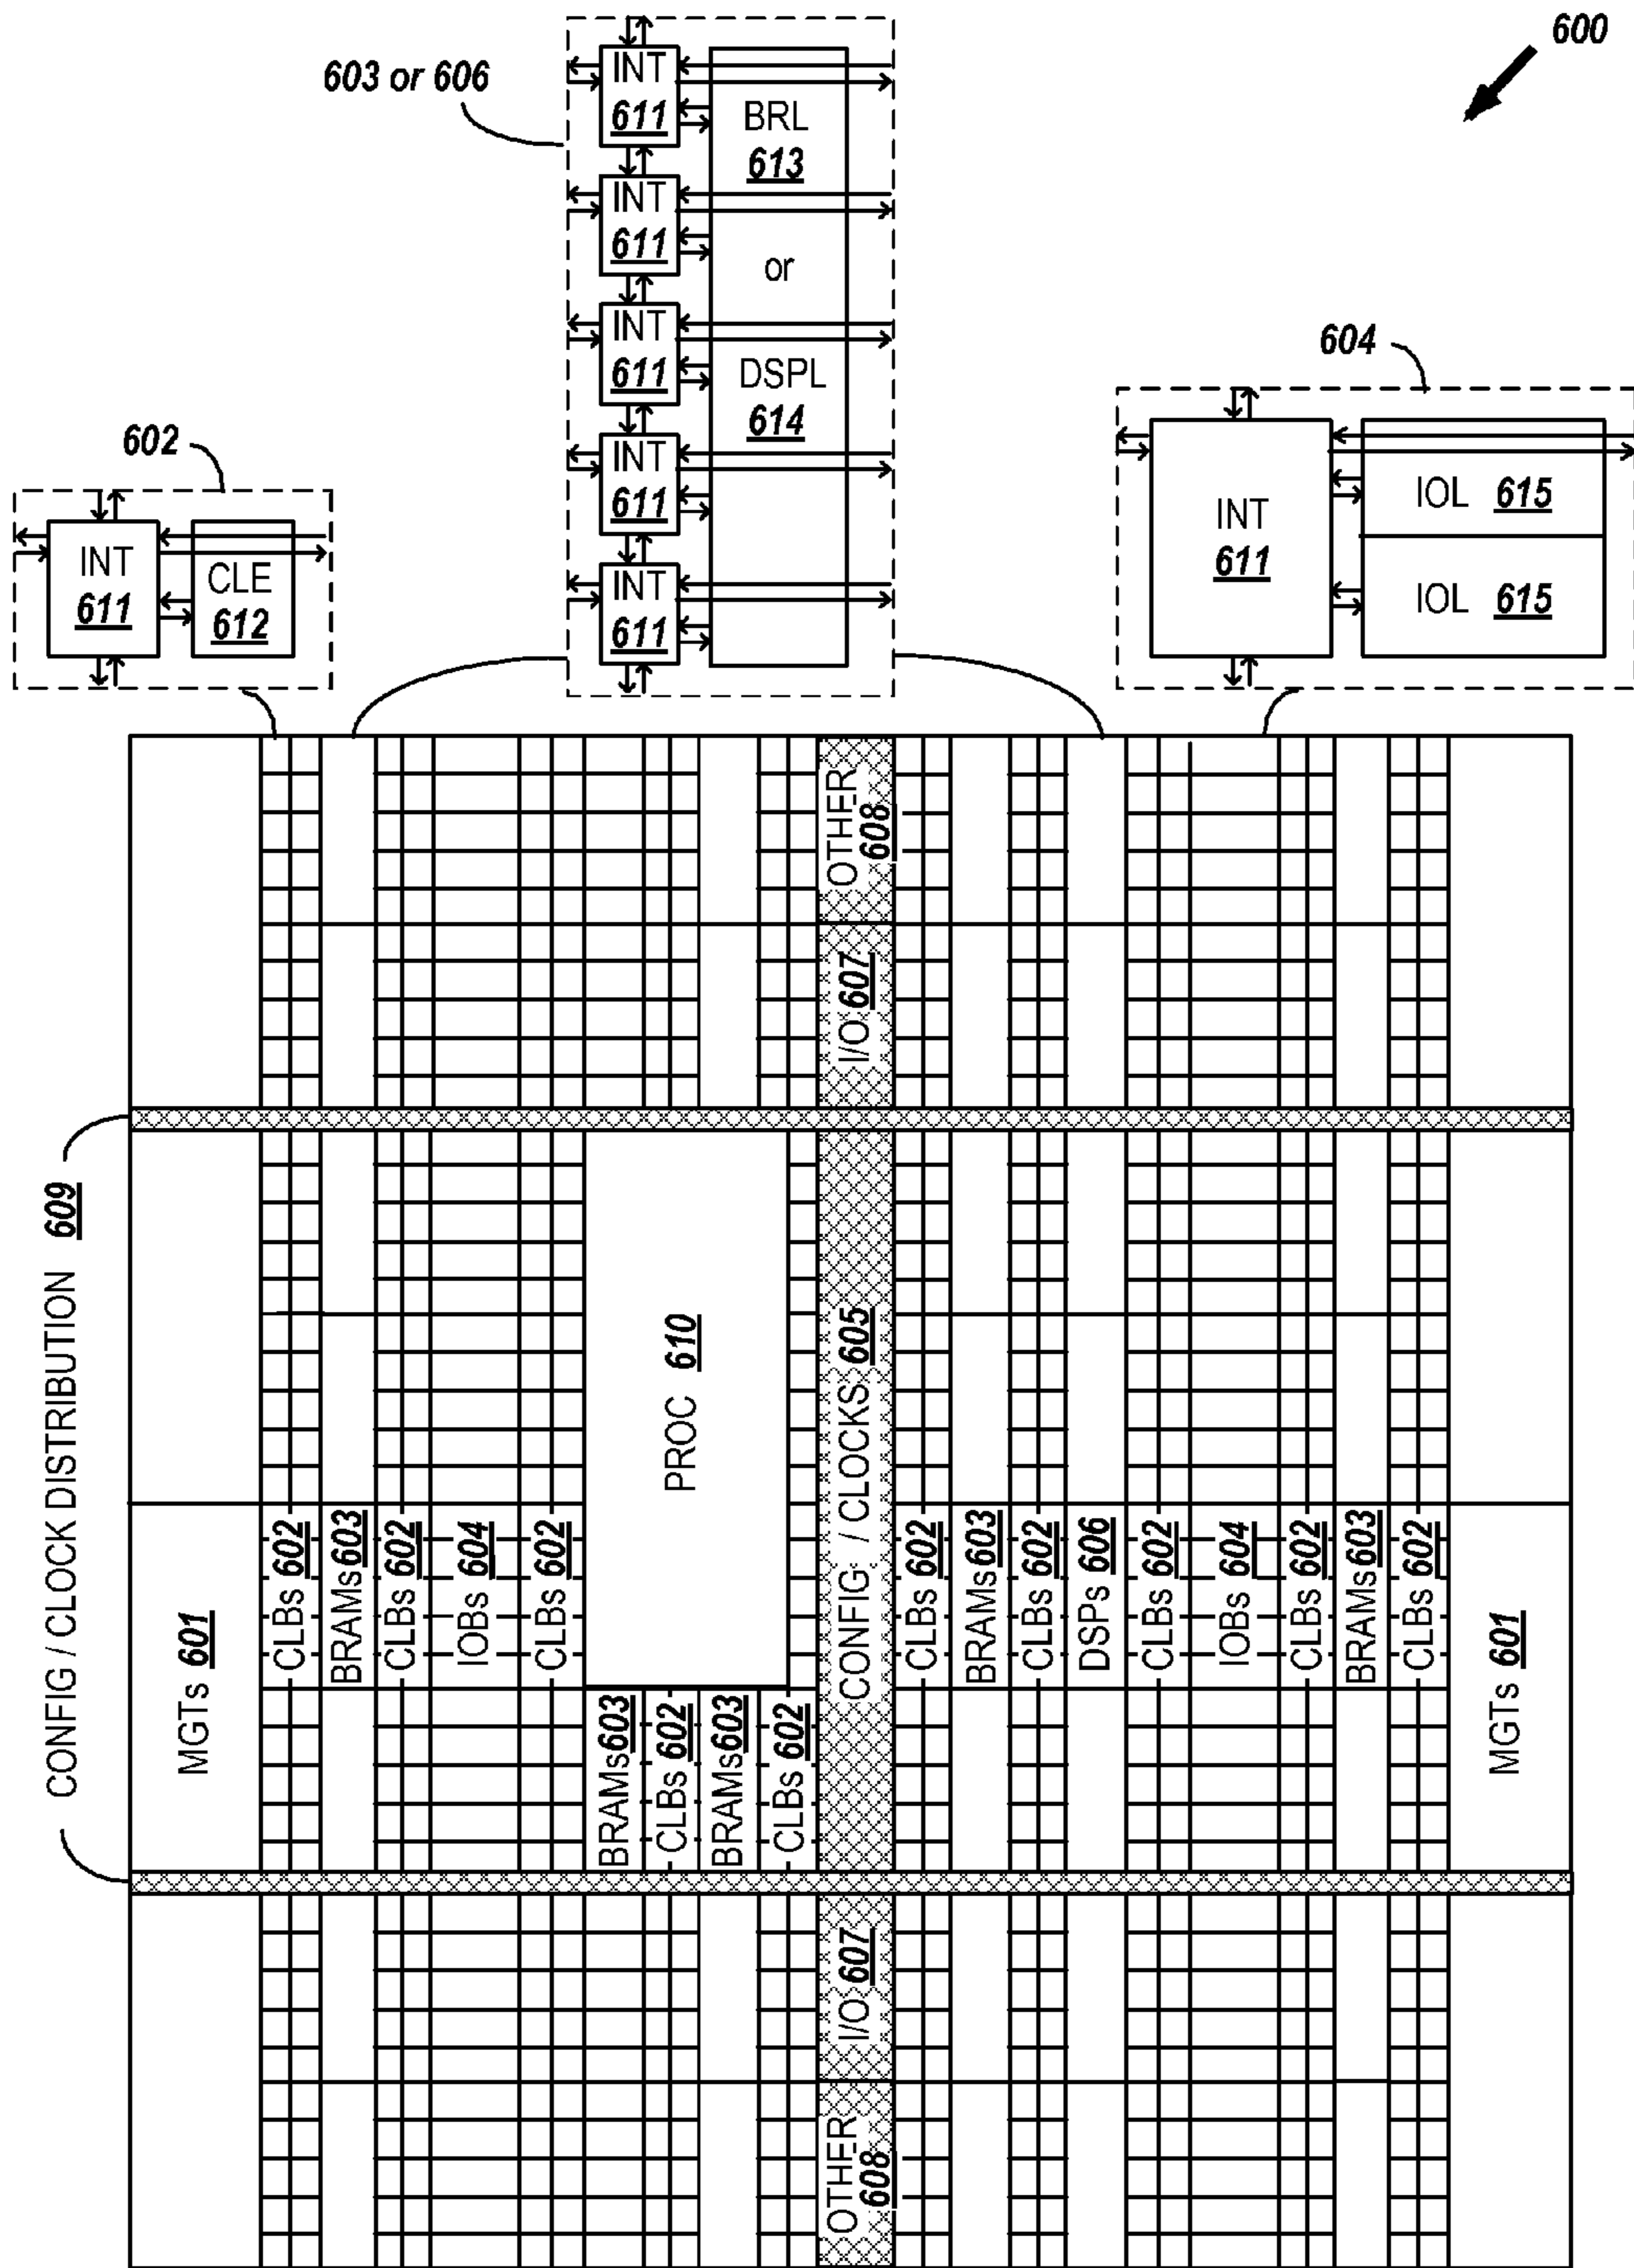 600
603 or 606
INT
611
INT
611
INT
611
INT
611
INT
611
BRL
613
or
DSPL
614
604
INT
611
IOL 615
IOL 615
602
INT
611
CLE
612
CONFIG / CLOCK DISTRIBUTION 609
OTHER
608
I/O 607
CONFIG / CLOCKS 605
I/O 607
OTHER
608
PROC 610
MGTs 601
CLBs 602
BRAMs 603
CLBs 602
IOBs 604
CLBs 602
BRAMs 603
CLBs 602
BRAMs 603
CLBs 602
CLBs 602
BRAMs 603
CLBs 602
DSPs 606
CLBs 602
IOBs 604
CLBs 602
BRAMs 603
CLBs 602
MGTs 601